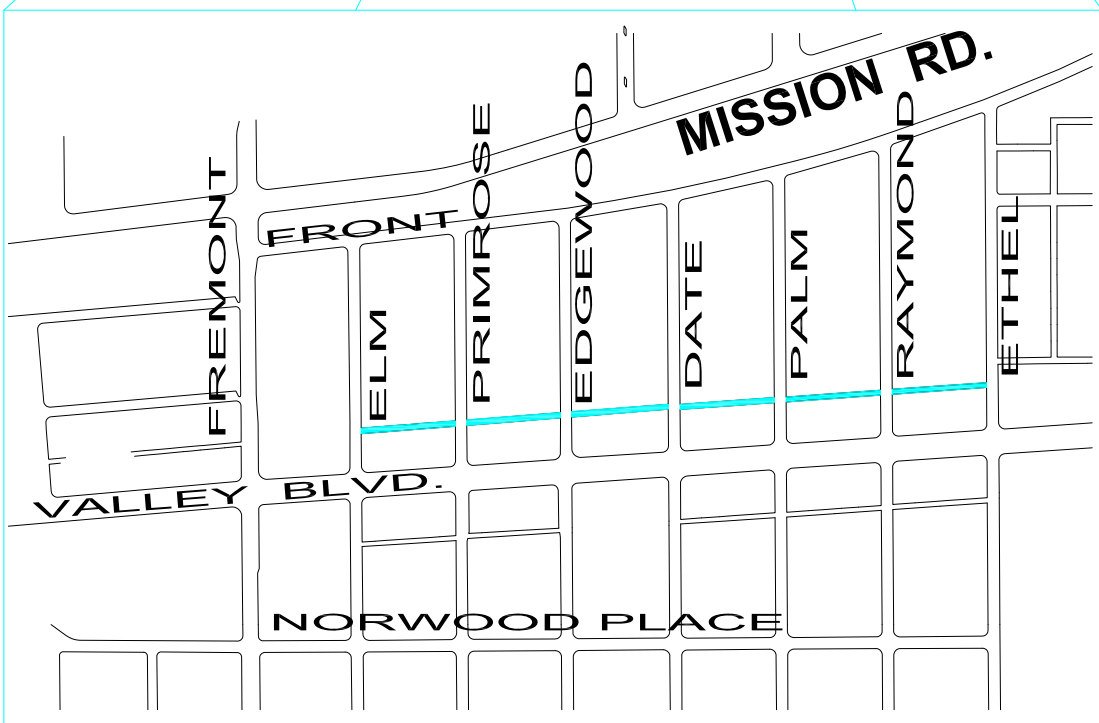 MISSION RD.
FREMONT
FRONT
ELM
PRIMROSE
EDGEWOOD
DATE
PALM
RAYMOND
ETHEL
VALLEY BLVD.
NORWOOD PLACE